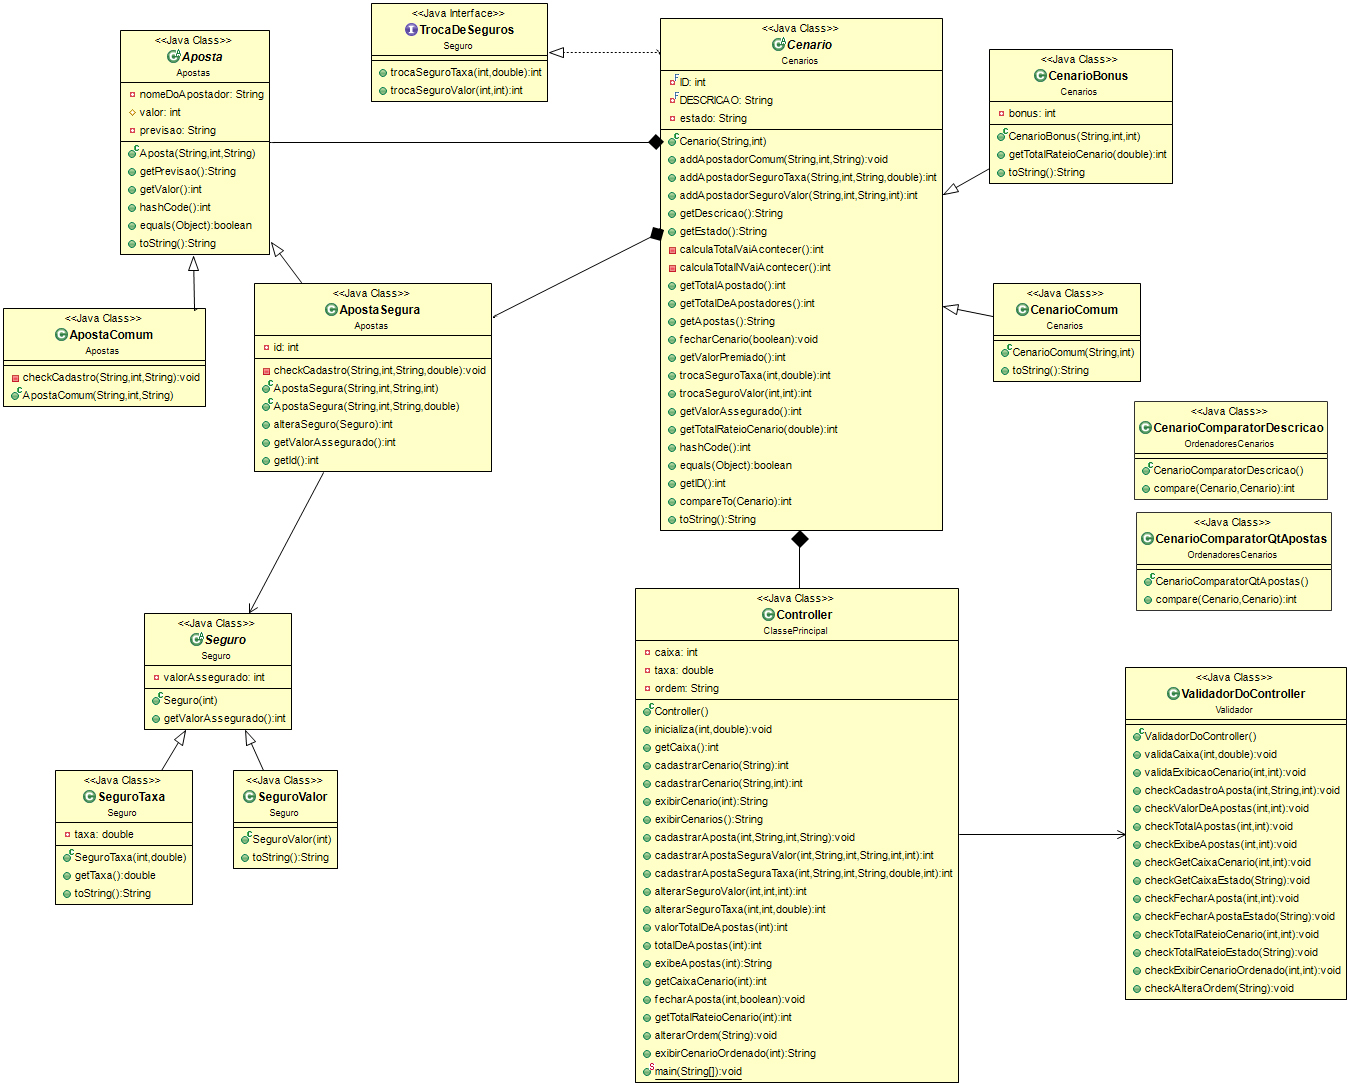 <<Java Interface>>
TrocaDeSeguros
Seguro
trocaSeguroTaxa(int,double):int
trocaSeguroValor(int,int):int
<<Java Class>>
Aposta
Apostas
nomeDoApostador: String
valor: int
previsao: String
Aposta(String,int,String)
getPrevisao():String
getValor():int
hashCode():int
equals(Object):boolean
toString():String
<<Java Class>>
Cenario
Cenarios
ID: int
DESCRICAO: String
estado: String
Cenario(String,int)
addApostadorComum(String,int,String):void
addApostadorSeguroTaxa(String,int,String,double):int
addApostadorSeguroValor(String,int,String,int):int
getDescricao():String
getEstado():String
calculaTotalVaiAcontecer():int
calculaTotalNVaiAcontecer():int
getTotalApostado():int
getTotalDeApostadores():int
getApostas():String
fecharCenario(boolean):void
getValorPremiado():int
trocaSeguroTaxa(int,double):int
trocaSeguroValor(int,int):int
getValorAssegurado():int
getTotalRateioCenario(double):int
hashCode():int
equals(Object):boolean
getID():int
compareTo(Cenario):int
toString():String
<<Java Class>>
CenarioBonus
Cenarios
bonus: int
CenarioBonus(String,int,int)
getTotalRateioCenario(double):int
toString():String
<<Java Class>>
ApostaComum
Apostas
checkCadastro(String,int,String):void
ApostaComum(String,int,String)
<<Java Class>>
ApostaSegura
Apostas
id: int
checkCadastro(String,int,String,double):void
ApostaSegura(String,int,String,int)
ApostaSegura(String,int,String,double)
alteraSeguro(Seguro):int
getValorAssegurado():int
getId():int
<<Java Class>>
CenarioComum
Cenarios
CenarioComum(String,int)
toString():String
<<Java Class>>
CenarioComparatorDescricao
OrdenadoresCenarios
CenarioComparatorDescricao()
compare(Cenario,Cenario):int
<<Java Class>>
CenarioComparatorQtApostas
OrdenadoresCenarios
CenarioComparatorQtApostas()
compare(Cenario,Cenario):int
<<Java Class>>
Seguro
Seguro
valorAssegurado: int
Seguro(int)
getValorAssegurado():int
<<Java Class>>
SeguroTaxa
Seguro
taxa: double
SeguroTaxa(int,double)
getTaxa():double
toString():String
<<Java Class>>
SeguroValor
Seguro
SeguroValor(int)
toString():String
<<Java Class>>
Controller
ClassePrincipal
caixa: int
taxa: double
ordem: String
Controller()
inicializa(int,double):void
getCaixa():int
cadastrarCenario(String):int
cadastrarCenario(String,int):int
exibirCenario(int):String
exibirCenarios():String
cadastrarAposta(int,String,int,String):void
cadastrarApostaSeguraValor(int,String,int,String,int,int):int
cadastrarApostaSeguraTaxa(int,String,int,String,double,int):int
alterarSeguroValor(int,int,int):int
alterarSeguroTaxa(int,int,double):int
valorTotalDeApostas(int):int
totalDeApostas(int):int
exibeApostas(int):String
getCaixaCenario(int):int
fecharAposta(int,boolean):void
getTotalRateioCenario(int):int
alterarOrdem(String):void
exibirCenarioOrdenado(int):String
main(String[]):void
<<Java Class>>
ValidadorDoController
Validador
ValidadorDoController()
validaCaixa(int,double):void
validaExibicaoCenario(int,int):void
checkCadastroAposta(int,String,int):void
checkValorDeApostas(int,int):void
checkTotalApostas(int,int):void
checkExibeApostas(int,int):void
checkGetCaixaCenario(int,int):void
checkGetCaixaEstado(String):void
checkFecharAposta(int,int):void
checkFecharApostaEstado(String):void
checkTotalRateioCenario(int,int):void
checkTotalRateioEstado(String):void
checkExibirCenarioOrdenado(int,int):void
checkAlteraOrdem(String):void